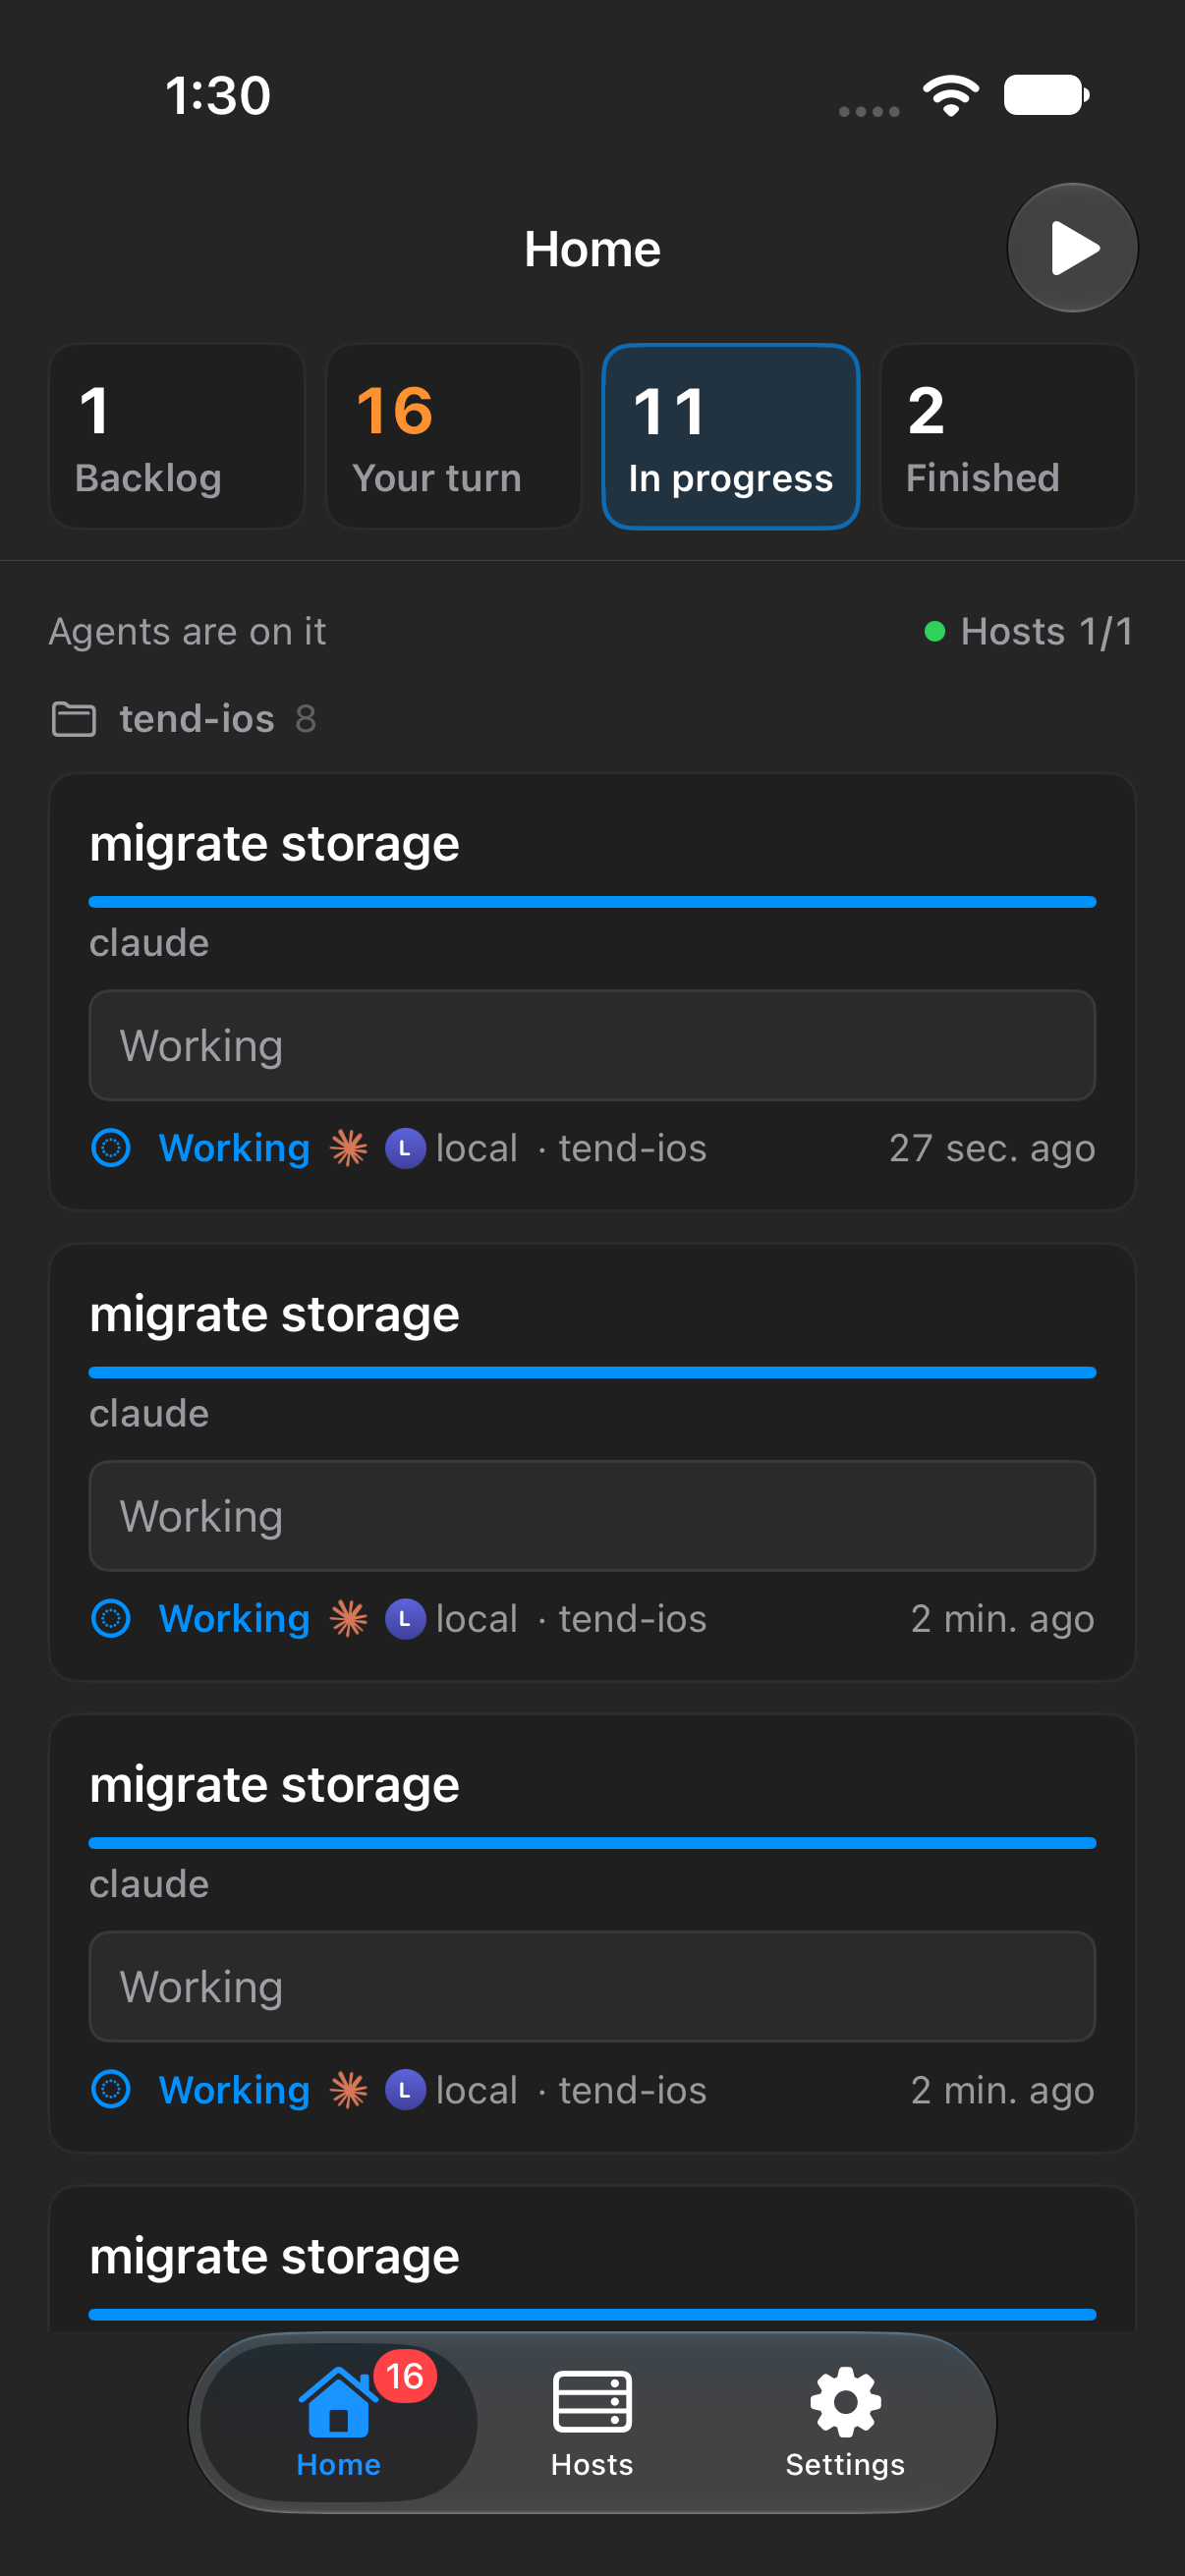 1:30
Home
1
Backlog
16
Your turn
11
In progress
2
Finished
Agents are on it
Hosts 1/1
tend-ios 8
migrate storage
claude
Working
Working L local · tend-ios 27 sec. ago
migrate storage
claude
Working
Working L local · tend-ios 2 min. ago
migrate storage
claude
Working
Working L local · tend-ios 2 min. ago
migrate storage
16
Home
Hosts
Settings